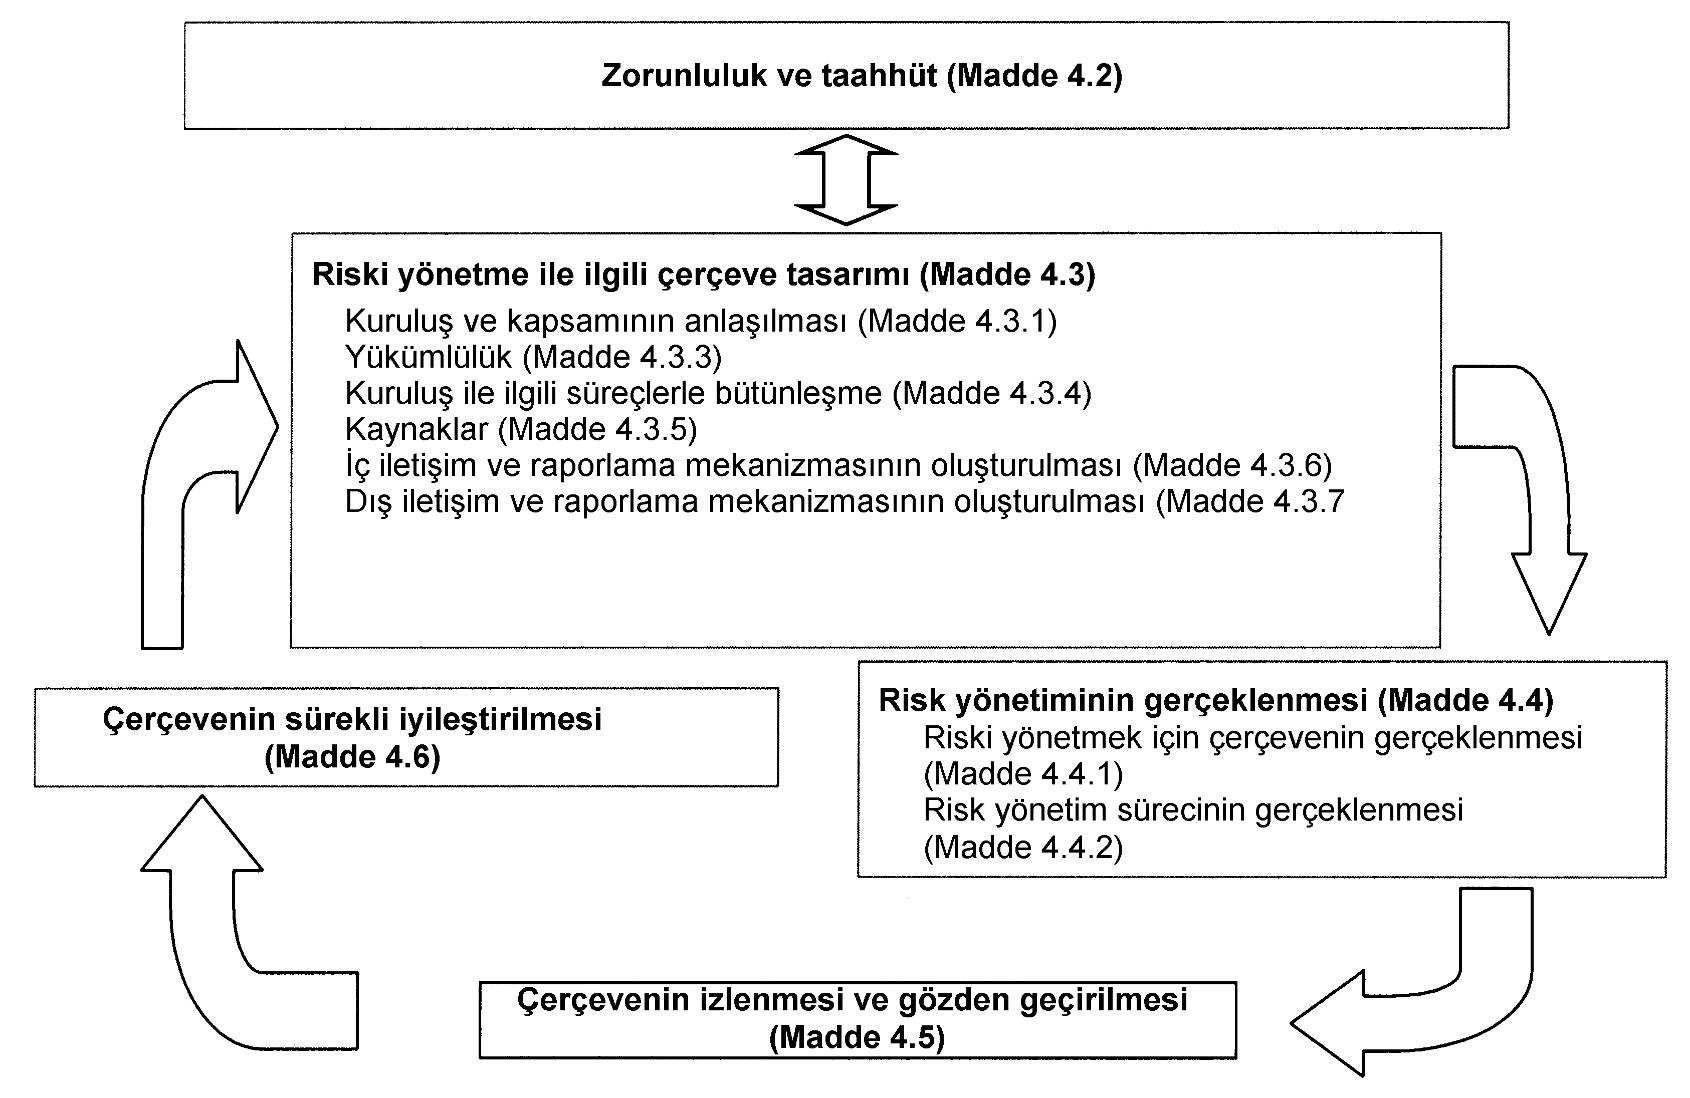 Zorunluluk ve taahhüt (Madde 4.2)
Riski yönetme ile ilgili çerçeve tasarımı (Madde 4.3)
Kuruluş ve kapsamının anlaşılması (Madde 4.3.1)
Yükümlülük (Madde 4.3.3)
Kuruluş ile ilgili süreçlerle bütünleşme (Madde 4.3.4)
Kaynaklar (Madde 4.3.5)
İç iletişim ve raporlama mekanizmasının oluşturulması (Madde 4.3.6)
Dış iletişim ve raporlama mekanizmasının oluşturulması (Madde 4.3.7
Risk yönetiminin gerçeklenmesi (Madde 4.4)
Riski yönetmek için çerçevenin gerçeklenmesi
(Madde 4.4.1)
Risk yönetim sürecinin gerçeklenmesi
(Madde 4.4.2)
Çerçevenin sürekli iyileştirilmesi
(Madde 4.6)
Çerçevenin izlenmesi ve gözden geçirilmesi
(Madde 4.5)